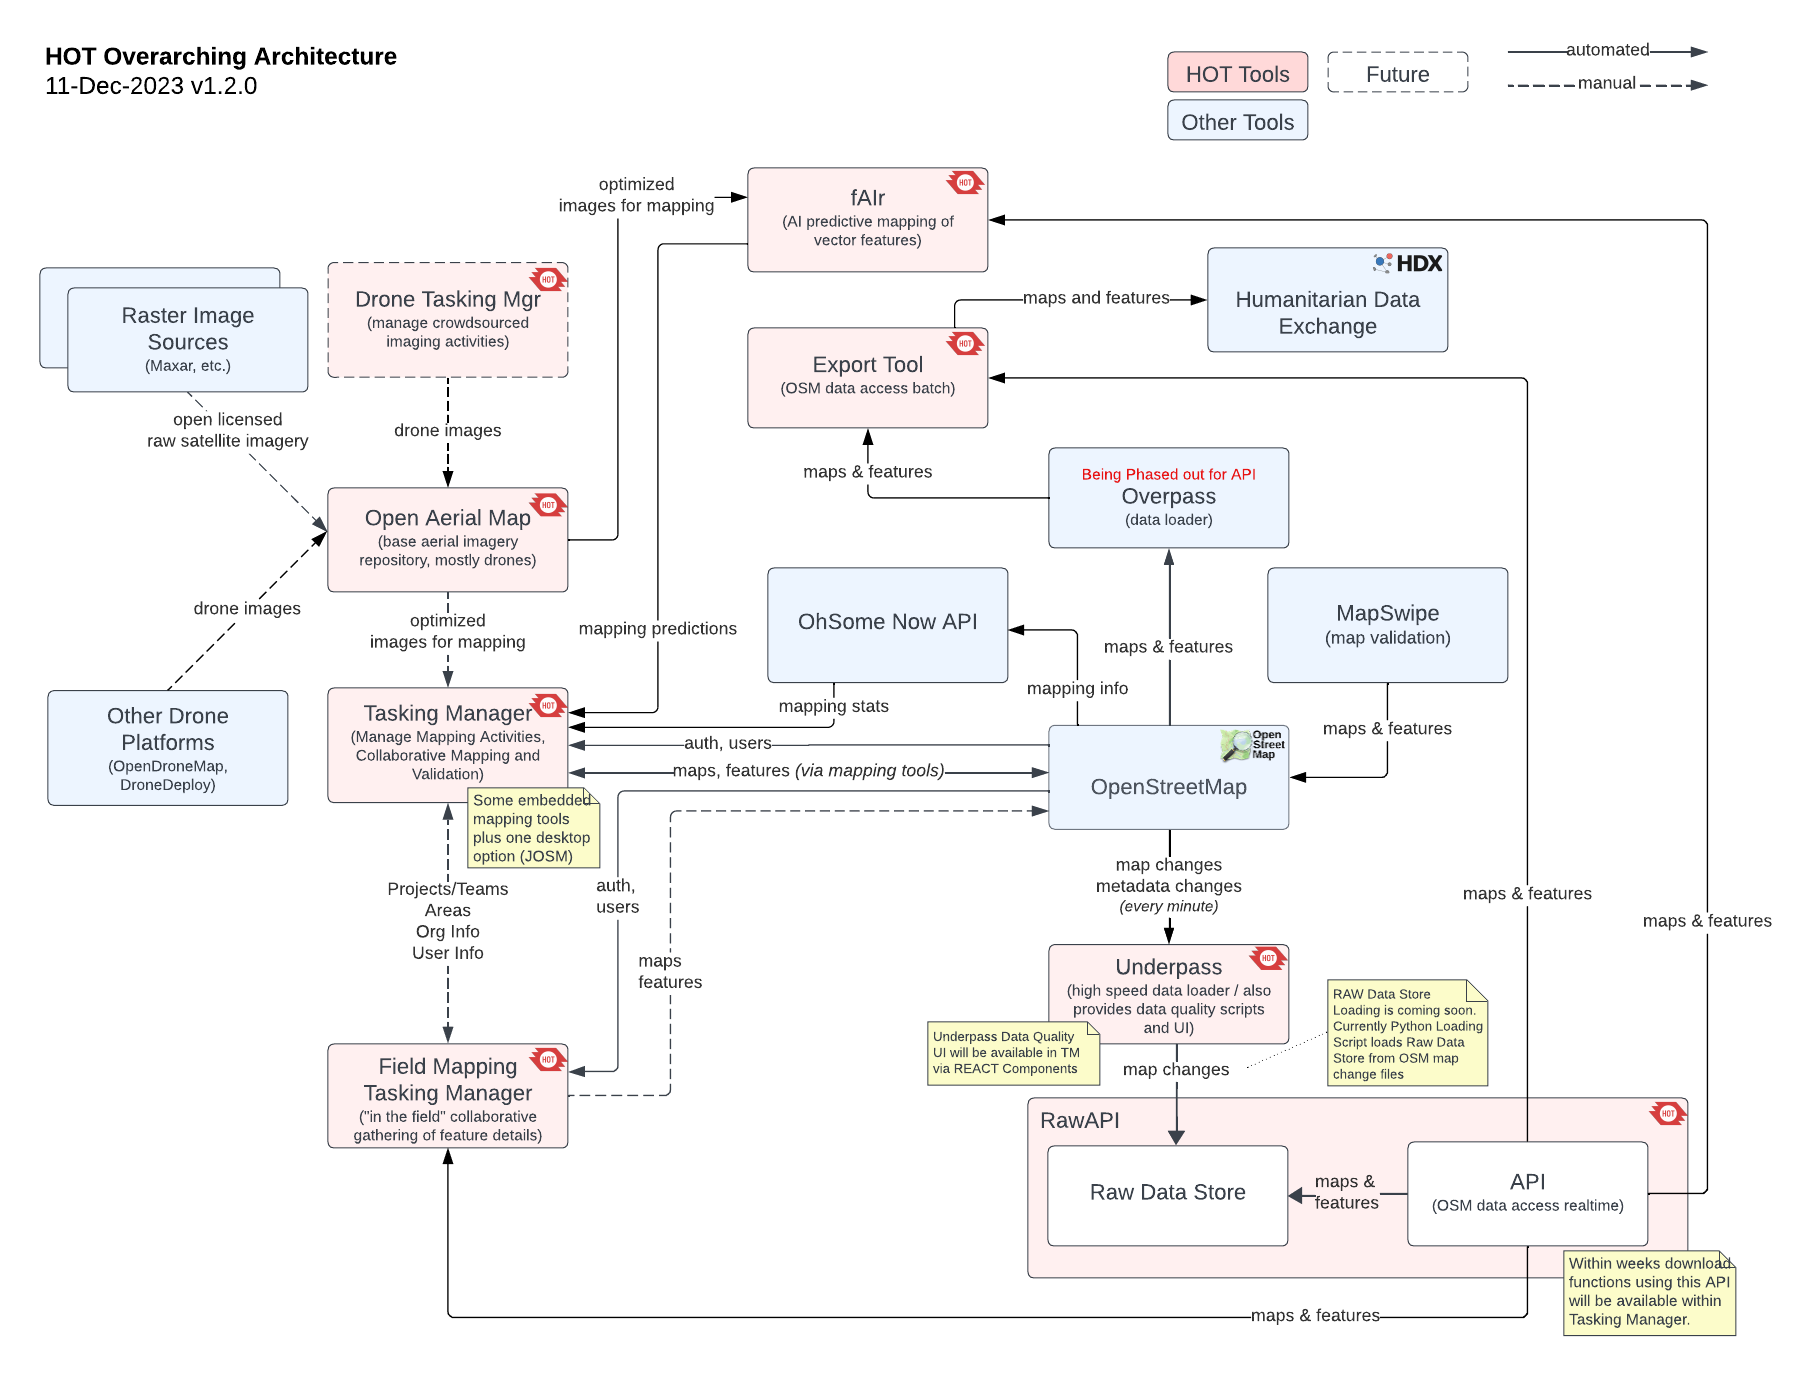 HOT Overarching Architecture
11-Dec-2023 v1.2.0
HOT Tools
Future
automated
manual
Other Tools
optimized
images for mapping
HOT
fAIr
(AI predictive mapping of
vector features)
HDX
Humanitarian Data
Exchange
maps and features
HOT
Drone Tasking Mgr
(manage crowdsourced
imaging activities)
Raster Image
Sources
(Maxar, etc.)
HOT
Export Tool
(OSM data access batch)
open licensed
raw satellite imagery
drone images
maps & features
Being Phased out for API
Overpass
(data loader)
HOT
Open Aerial Map
(base aerial imagery
repository, mostly drones)
drone images
optimized
images for mapping
mapping predictions
OhSome Now API
maps & features
MapSwipe
(map validation)
mapping info
mapping stats
maps & features
Other Drone
Platforms
(OpenDroneMap,
DroneDeploy)
HOT
Tasking Manager
(Manage Mapping Activities,
Collaborative Mapping and
Validation)
auth, users
maps, features (via mapping tools)
Open
Street
Map
OpenStreetMap
Some embedded
mapping tools
plus one desktop
option (JOSM)
Projects/Teams
Areas
Org Info
User Info
auth,
users
maps
features
map changes
metadata changes
(every minute)
maps & features
maps & features
HOT
Underpass
(high speed data loader / also
provides data quality scripts
and UI)
Underpass Data Quality
UI will be available in TM
via REACT Components
RAW Data Store
Loading is coming soon.
Currently Python Loading
Script loads Raw Data
Store from OSM map
change files
map changes
HOT
Field Mapping
Tasking Manager
("in the field" collaborative
gathering of feature details)
HOT
RawAPI
Raw Data Store
maps &
features
API
(OSM data access realtime)
Within weeks download
functions using this API
will be available within
Tasking Manager.
maps & features